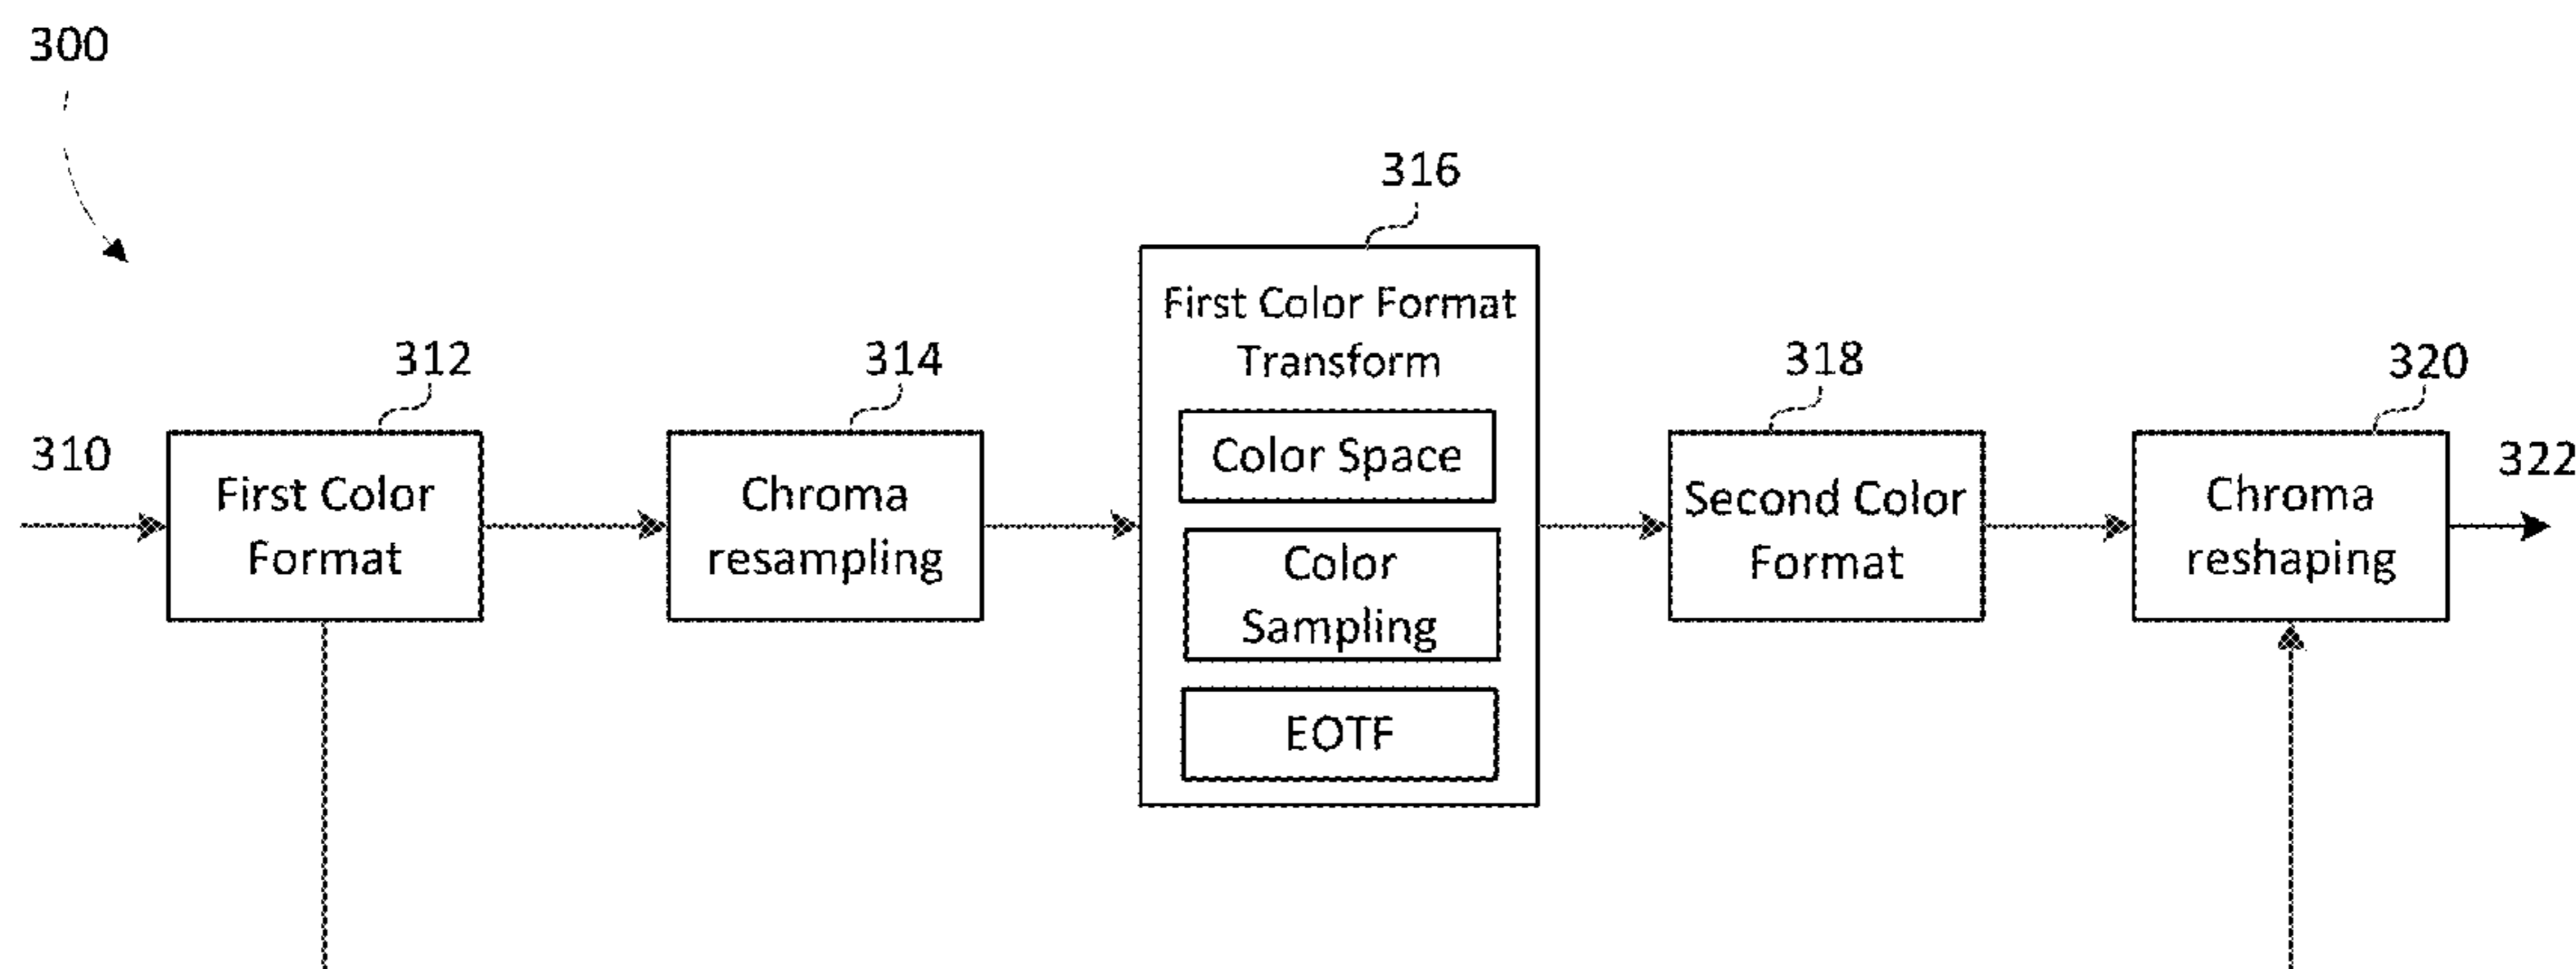 300
316
312
314
318
320
310
322
First Color
Format
Chroma
resampling
First Color Format
Transform
Color Space
Color
Sampling
EOTF
Second Color
Format
Chroma
reshaping